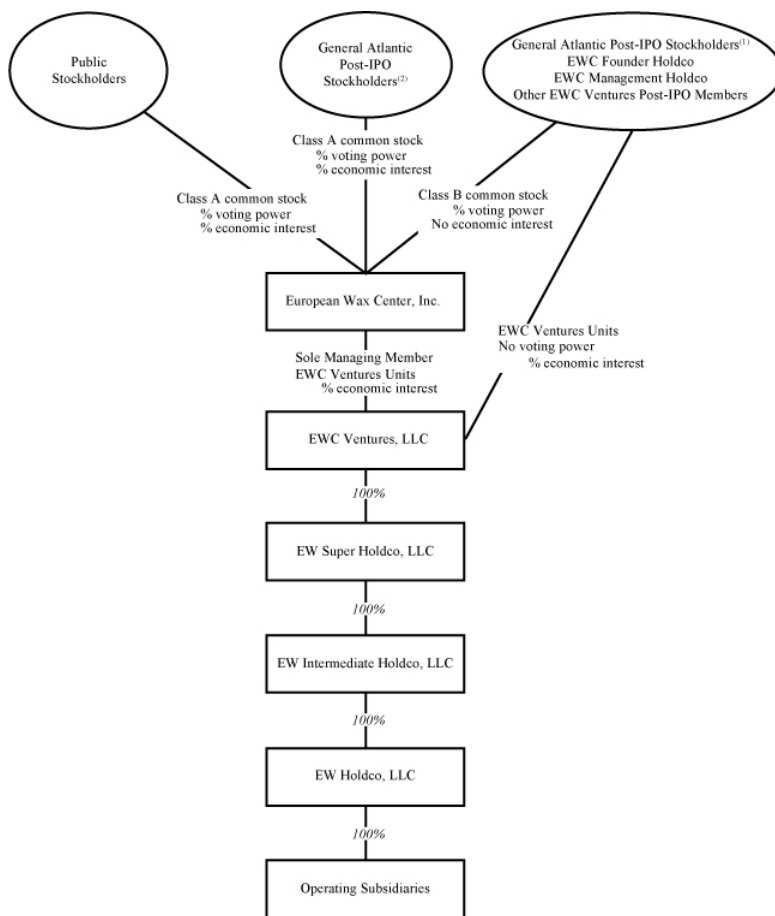 Public
Stockholders
General Atlantic
Post-IPO
Stockholders(2)
General Atlantic Post-IPO Stockholders(1)
EWC Founder Holdco
EWC Management Holdco
Other EWC Ventures Post-IPO Members
Class A common stock
% voting power
% economic interest
Class A common stock
% voting power
% economic interest
Class B common stock
% voting power
No economic interest
European Wax Center, Inc.
EWC Ventures Units
No voting power
% economic interest
Sole Managing Member
EWC Ventures Units
% economic interest
EWC Ventures, LLC
100%
EW Super Holdco, LLC
100%
EW Intermediate Holdco, LLC
100%
EW Holdco, LLC
100%
Operating Subsidiaries